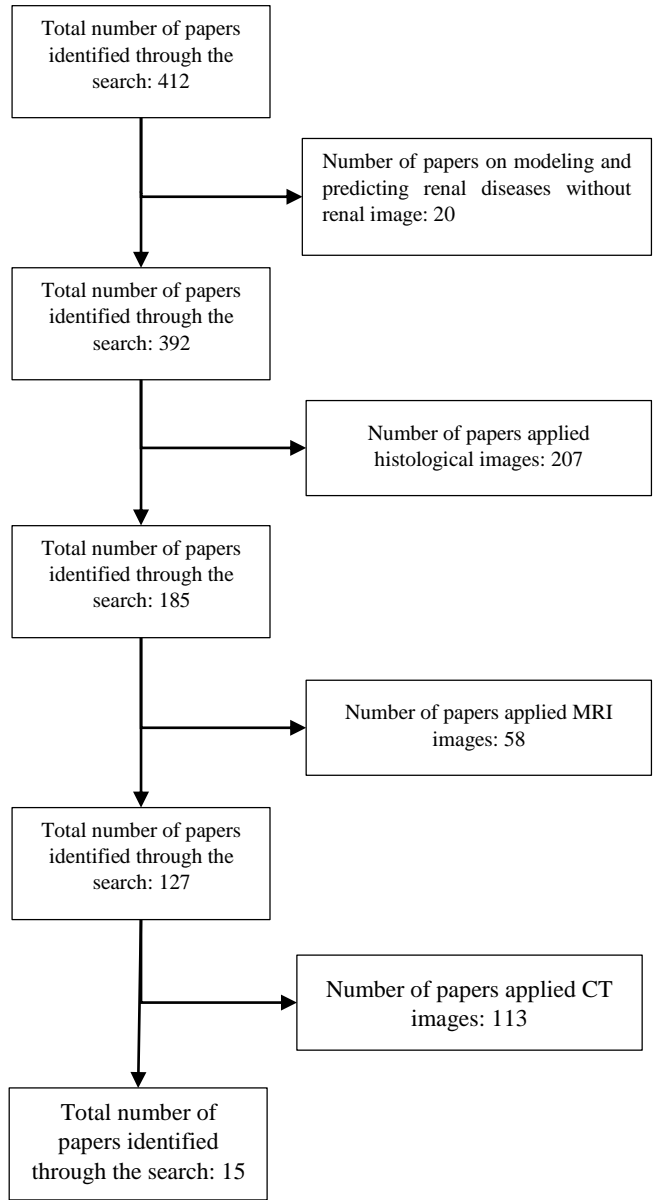 Total number of papers
identified through the
search: 412
Number of papers on modeling and
predicting renal diseases without
renal image: 20
Total number of papers
identified through the
search: 392
Number of papers applied
histological images: 207
Total number of papers
identified through the
search: 185
Number of papers applied MRI
images: 58
Total number of papers
identified through the
search: 127
Number of papers applied CT
images: 113
Total number of
papers identified
through the search: 15